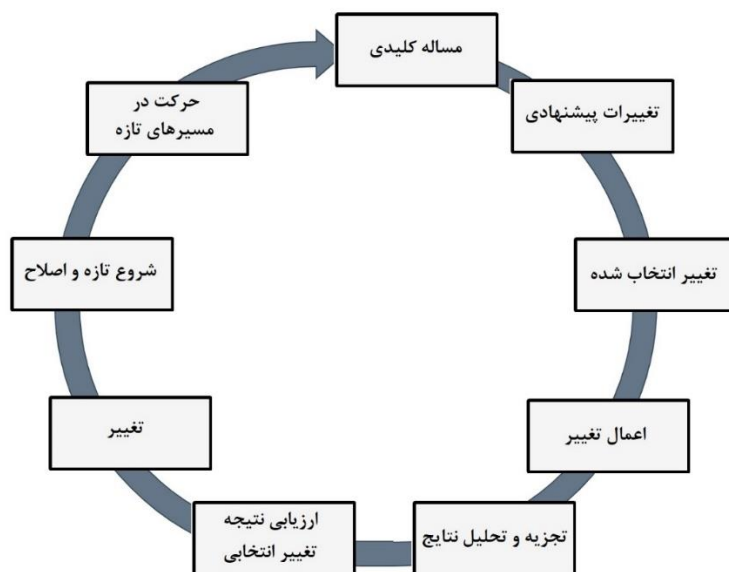 مساله کلیدی
تغییرات پیشنهادی
تغییر انتخاب شده
اعمال تغییر
تجزیه و تحلیل نتایج
ارزیابی نتیجه
تغییر انتخابی
تغییر
شروع تازه و اصلاح
حرکت در
مسیرهای تازه